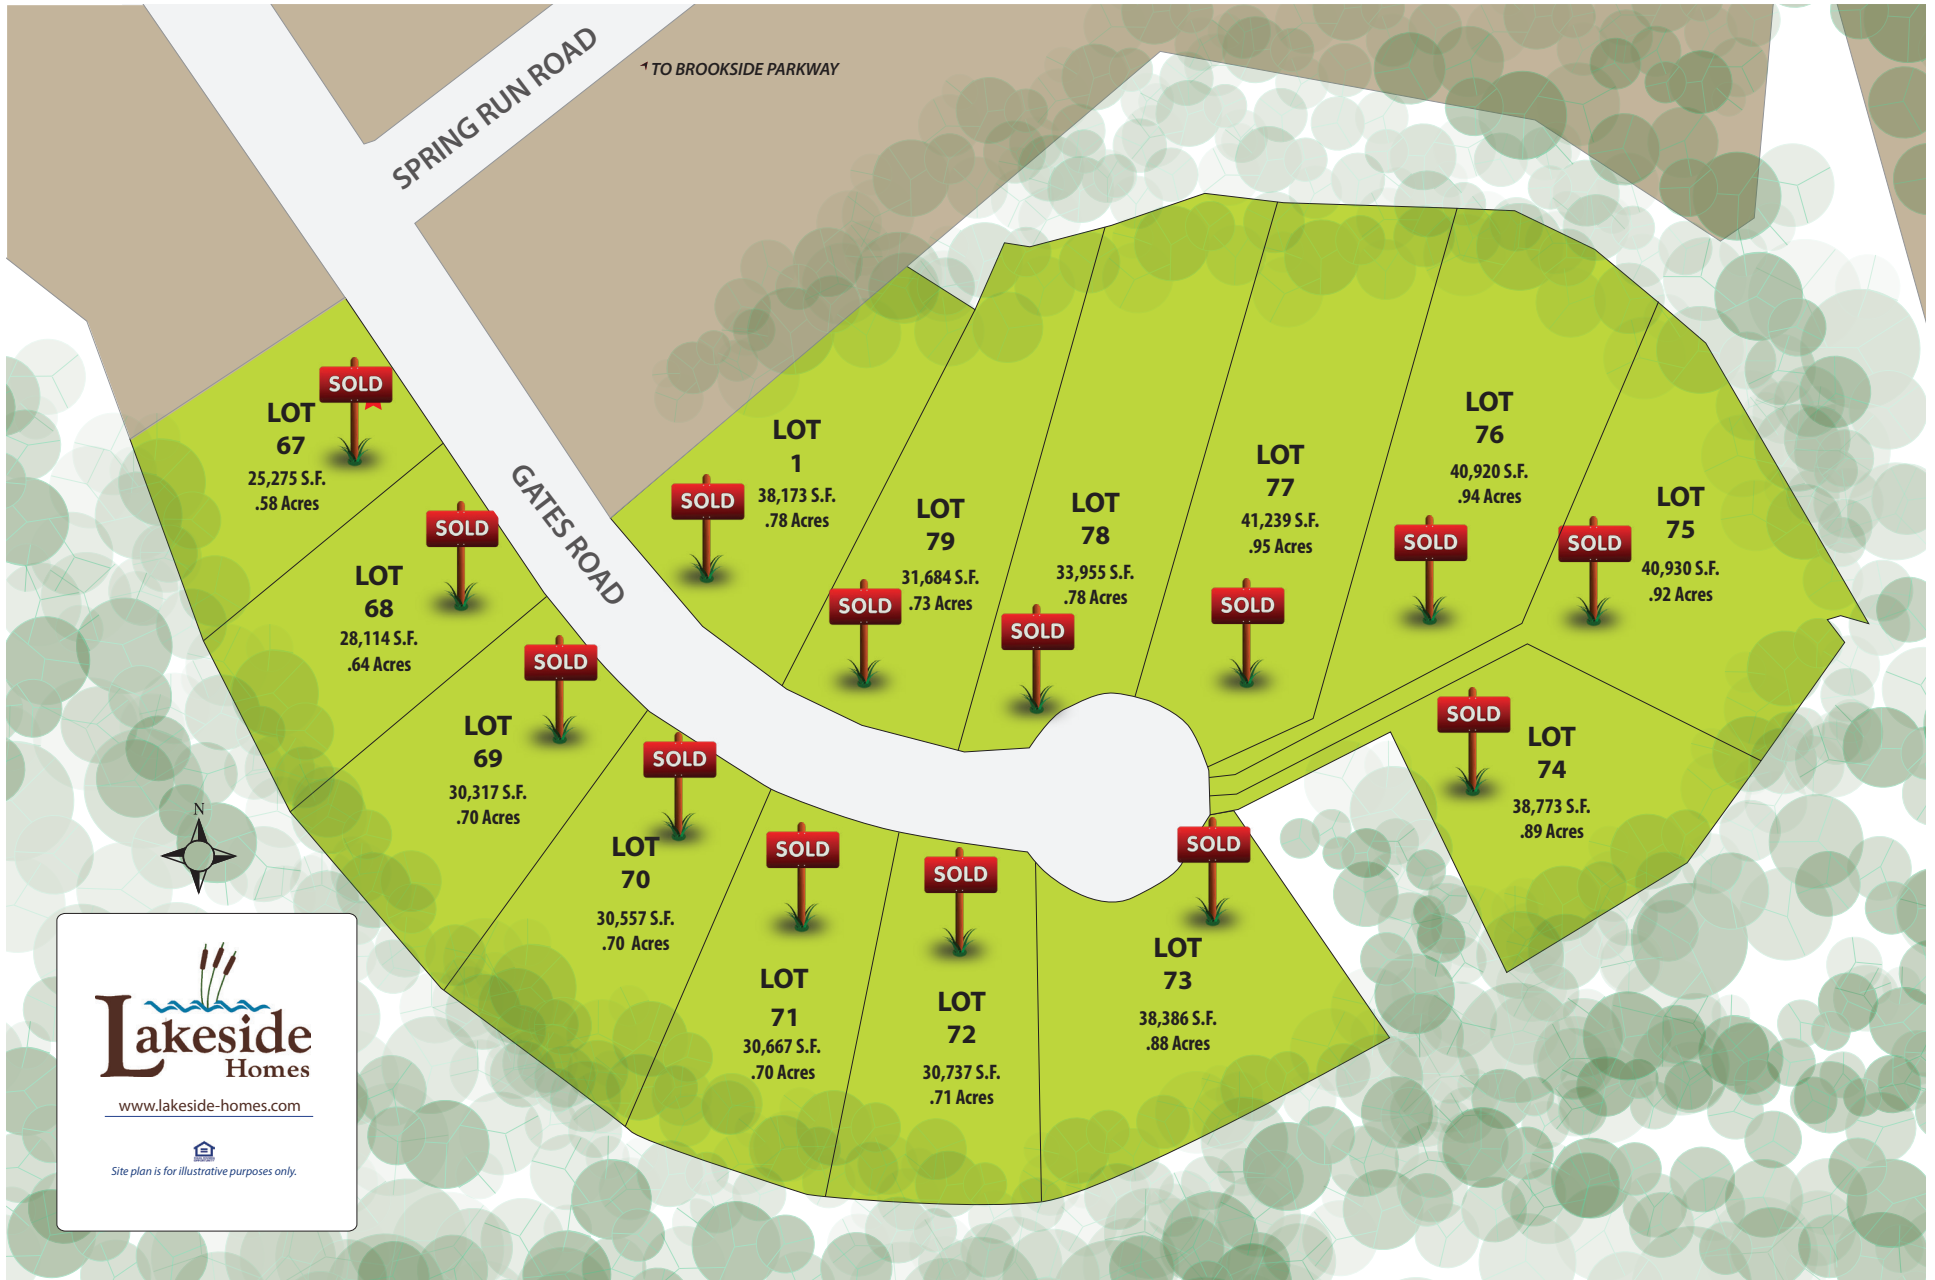 SPRING RUN ROAD
TO BROOKSIDE PARKWAY
GATES ROAD
SOLD
LOT
67
25,275 S.F.
.58 Acres
SOLD
LOT
68
28,114 S.F.
.64 Acres
SOLD
LOT
69
30,317 S.F.
.70 Acres
SOLD
LOT
70
30,557 S.F.
.70 Acres
SOLD
LOT
71
30,667 S.F.
.70 Acres
SOLD
LOT
72
30,737 S.F.
.71 Acres
SOLD
LOT
73
38,386 S.F.
.88 Acres
SOLD
LOT
74
38,773 S.F.
.89 Acres
SOLD
LOT
75
40,930 S.F.
.92 Acres
SOLD
LOT
76
40,920 S.F.
.94 Acres
SOLD
LOT
77
41,239 S.F.
.95 Acres
SOLD
LOT
78
33,955 S.F.
.78 Acres
SOLD
LOT
79
31,684 S.F.
.73 Acres
SOLD
LOT
1
38,173 S.F.
.78 Acres
SOLD
N
Lakeside
Homes
www.lakeside-homes.com
Site plan is for illustrative purposes only.